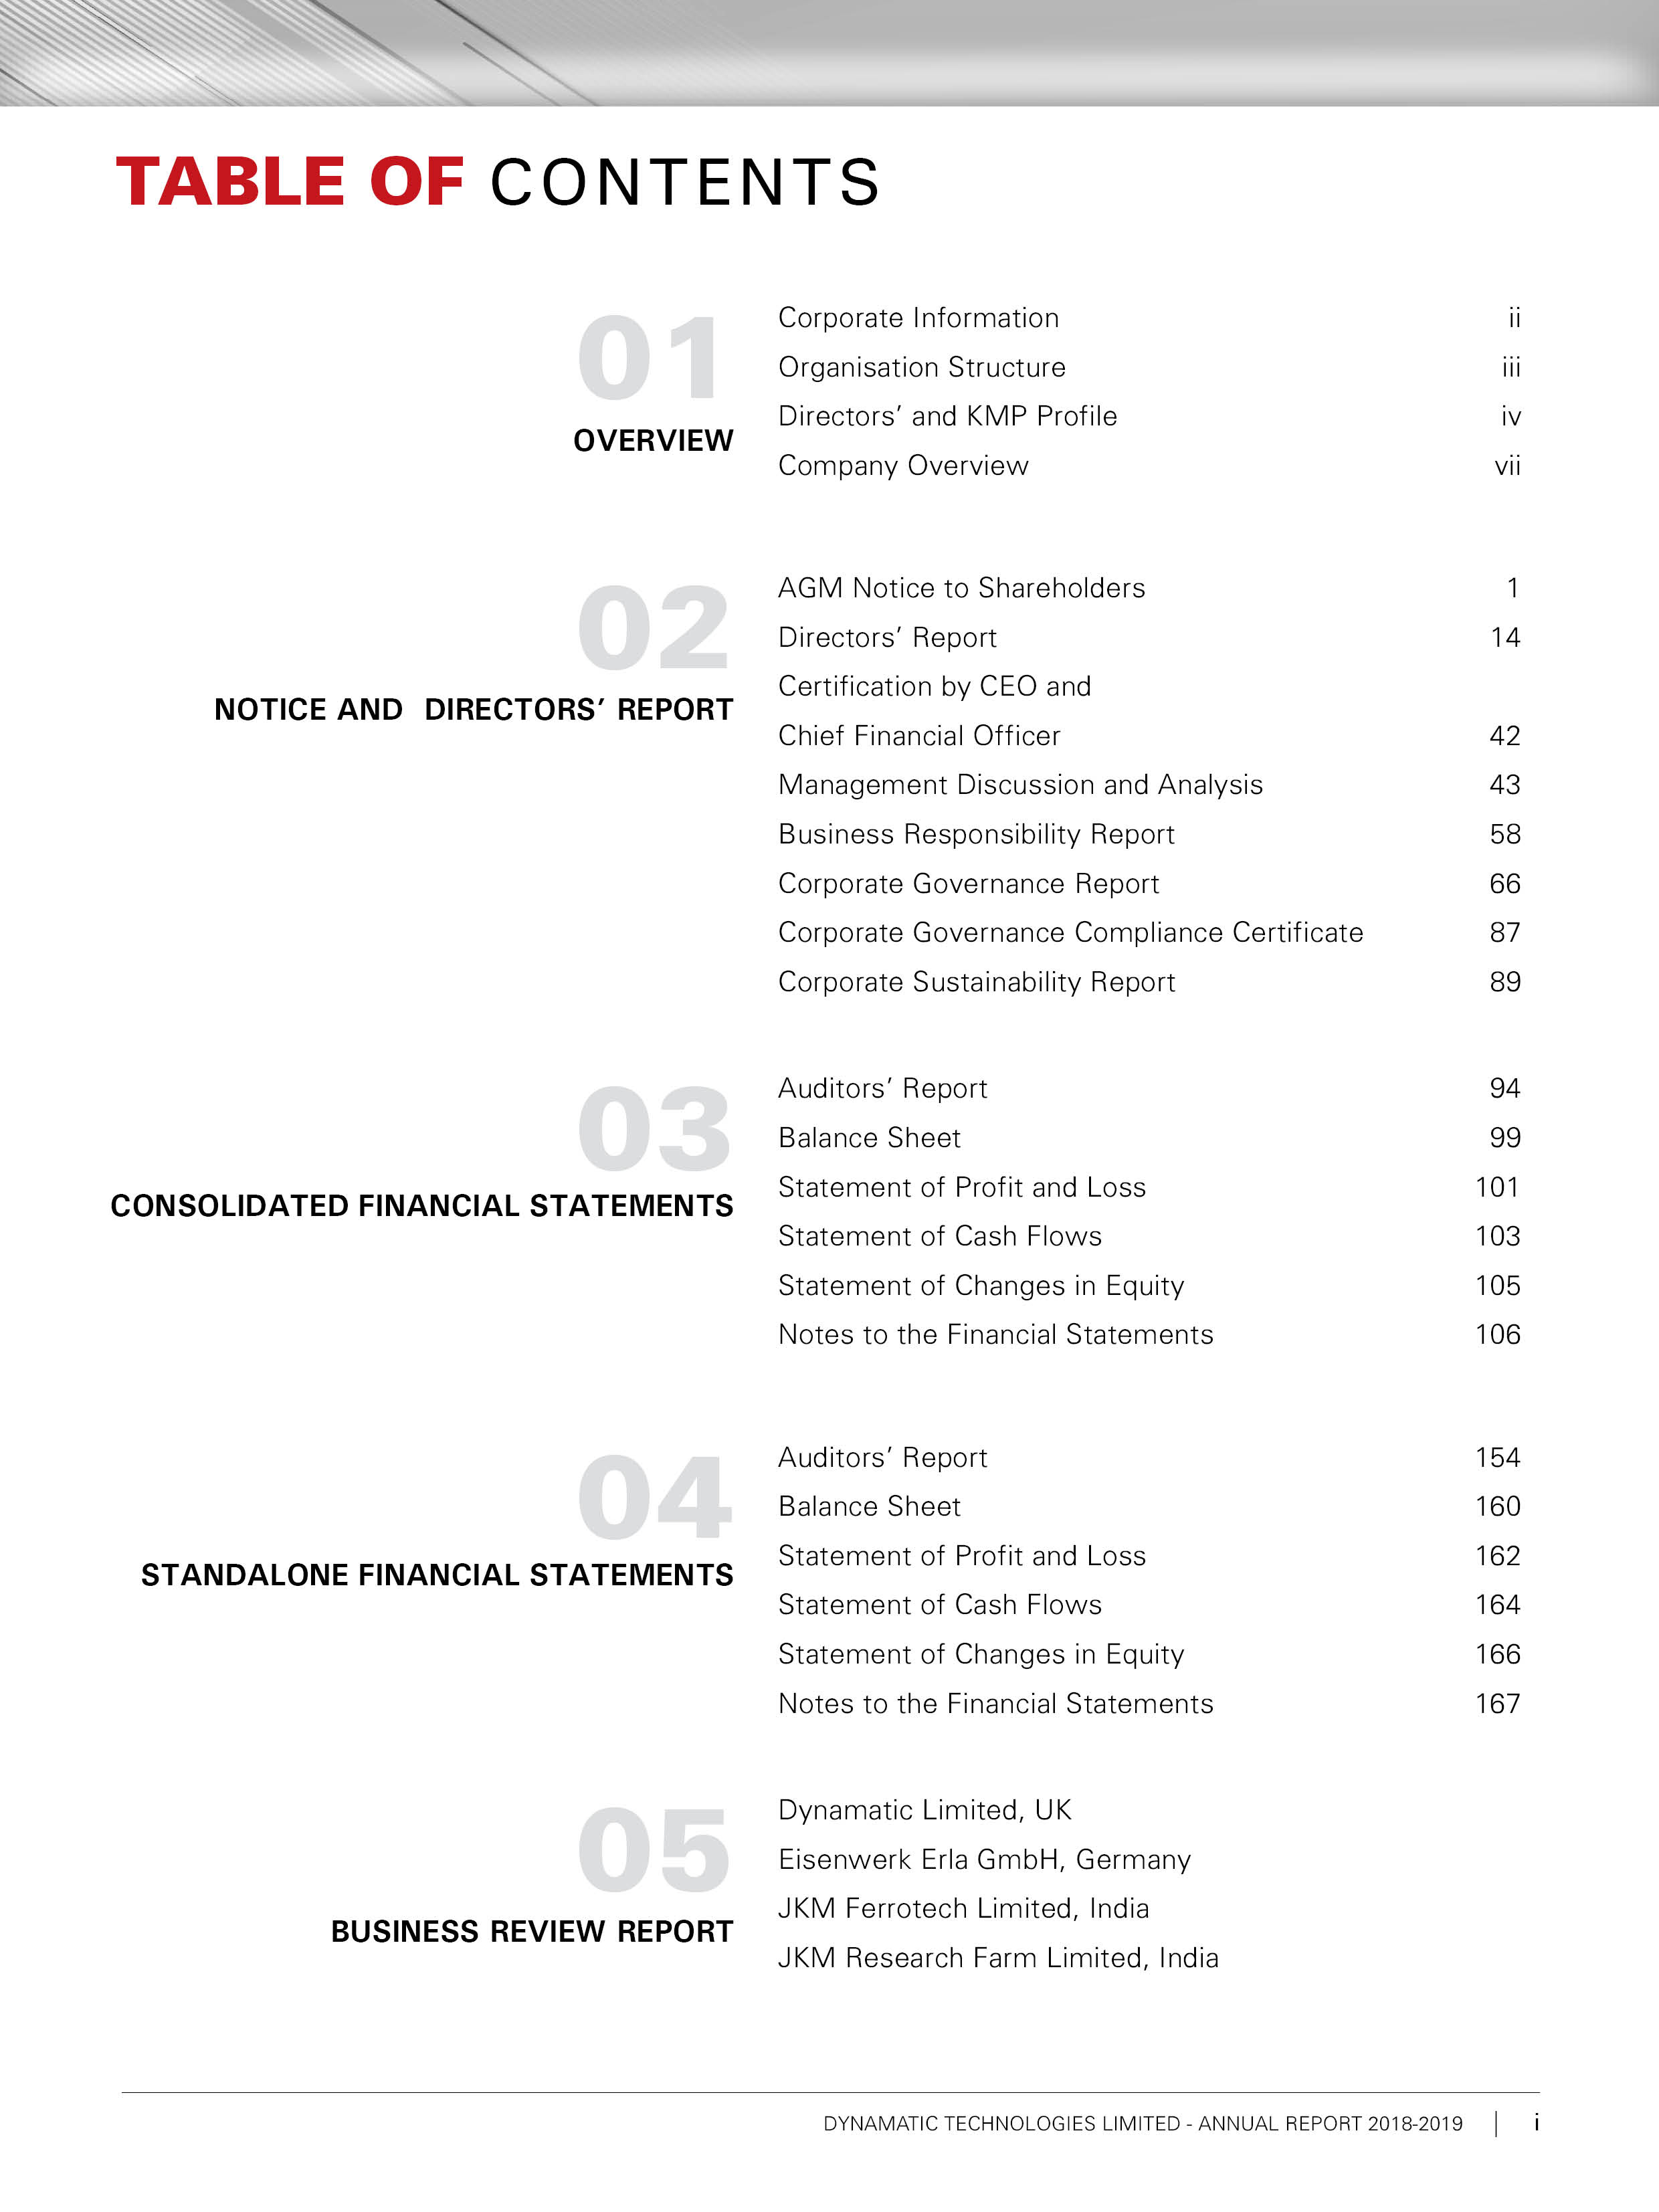 TABLE OF CONTENTS
01
OVERVIEW
Corporate Information ii
Organisation Structure iii
Directors’ and KMP Profile iv
Company Overview vii
02
NOTICE AND DIRECTORS’ REPORT
AGM Notice to Shareholders 1
Directors’ Report 14
Certification by CEO and
Chief Financial Officer 42
Management Discussion and Analysis 43
Business Responsibility Report 58
Corporate Governance Report 66
Corporate Governance Compliance Certificate 87
Corporate Sustainability Report 89
03
CONSOLIDATED FINANCIAL STATEMENTS
Auditors’ Report 94
Balance Sheet 99
Statement of Profit and Loss 101
Statement of Cash Flows 103
Statement of Changes in Equity 105
Notes to the Financial Statements 106
04
STANDALONE FINANCIAL STATEMENTS
Auditors’ Report 154
Balance Sheet 160
Statement of Profit and Loss 162
Statement of Cash Flows 164
Statement of Changes in Equity 166
Notes to the Financial Statements 167
05
BUSINESS REVIEW REPORT
Dynamatic Limited, UK
Eisenwerk Erla GmbH, Germany
JKM Ferrotech Limited, India
JKM Research Farm Limited, India
DYNAMATIC TECHNOLOGIES LIMITED - ANNUAL REPORT 2018-2019 | i